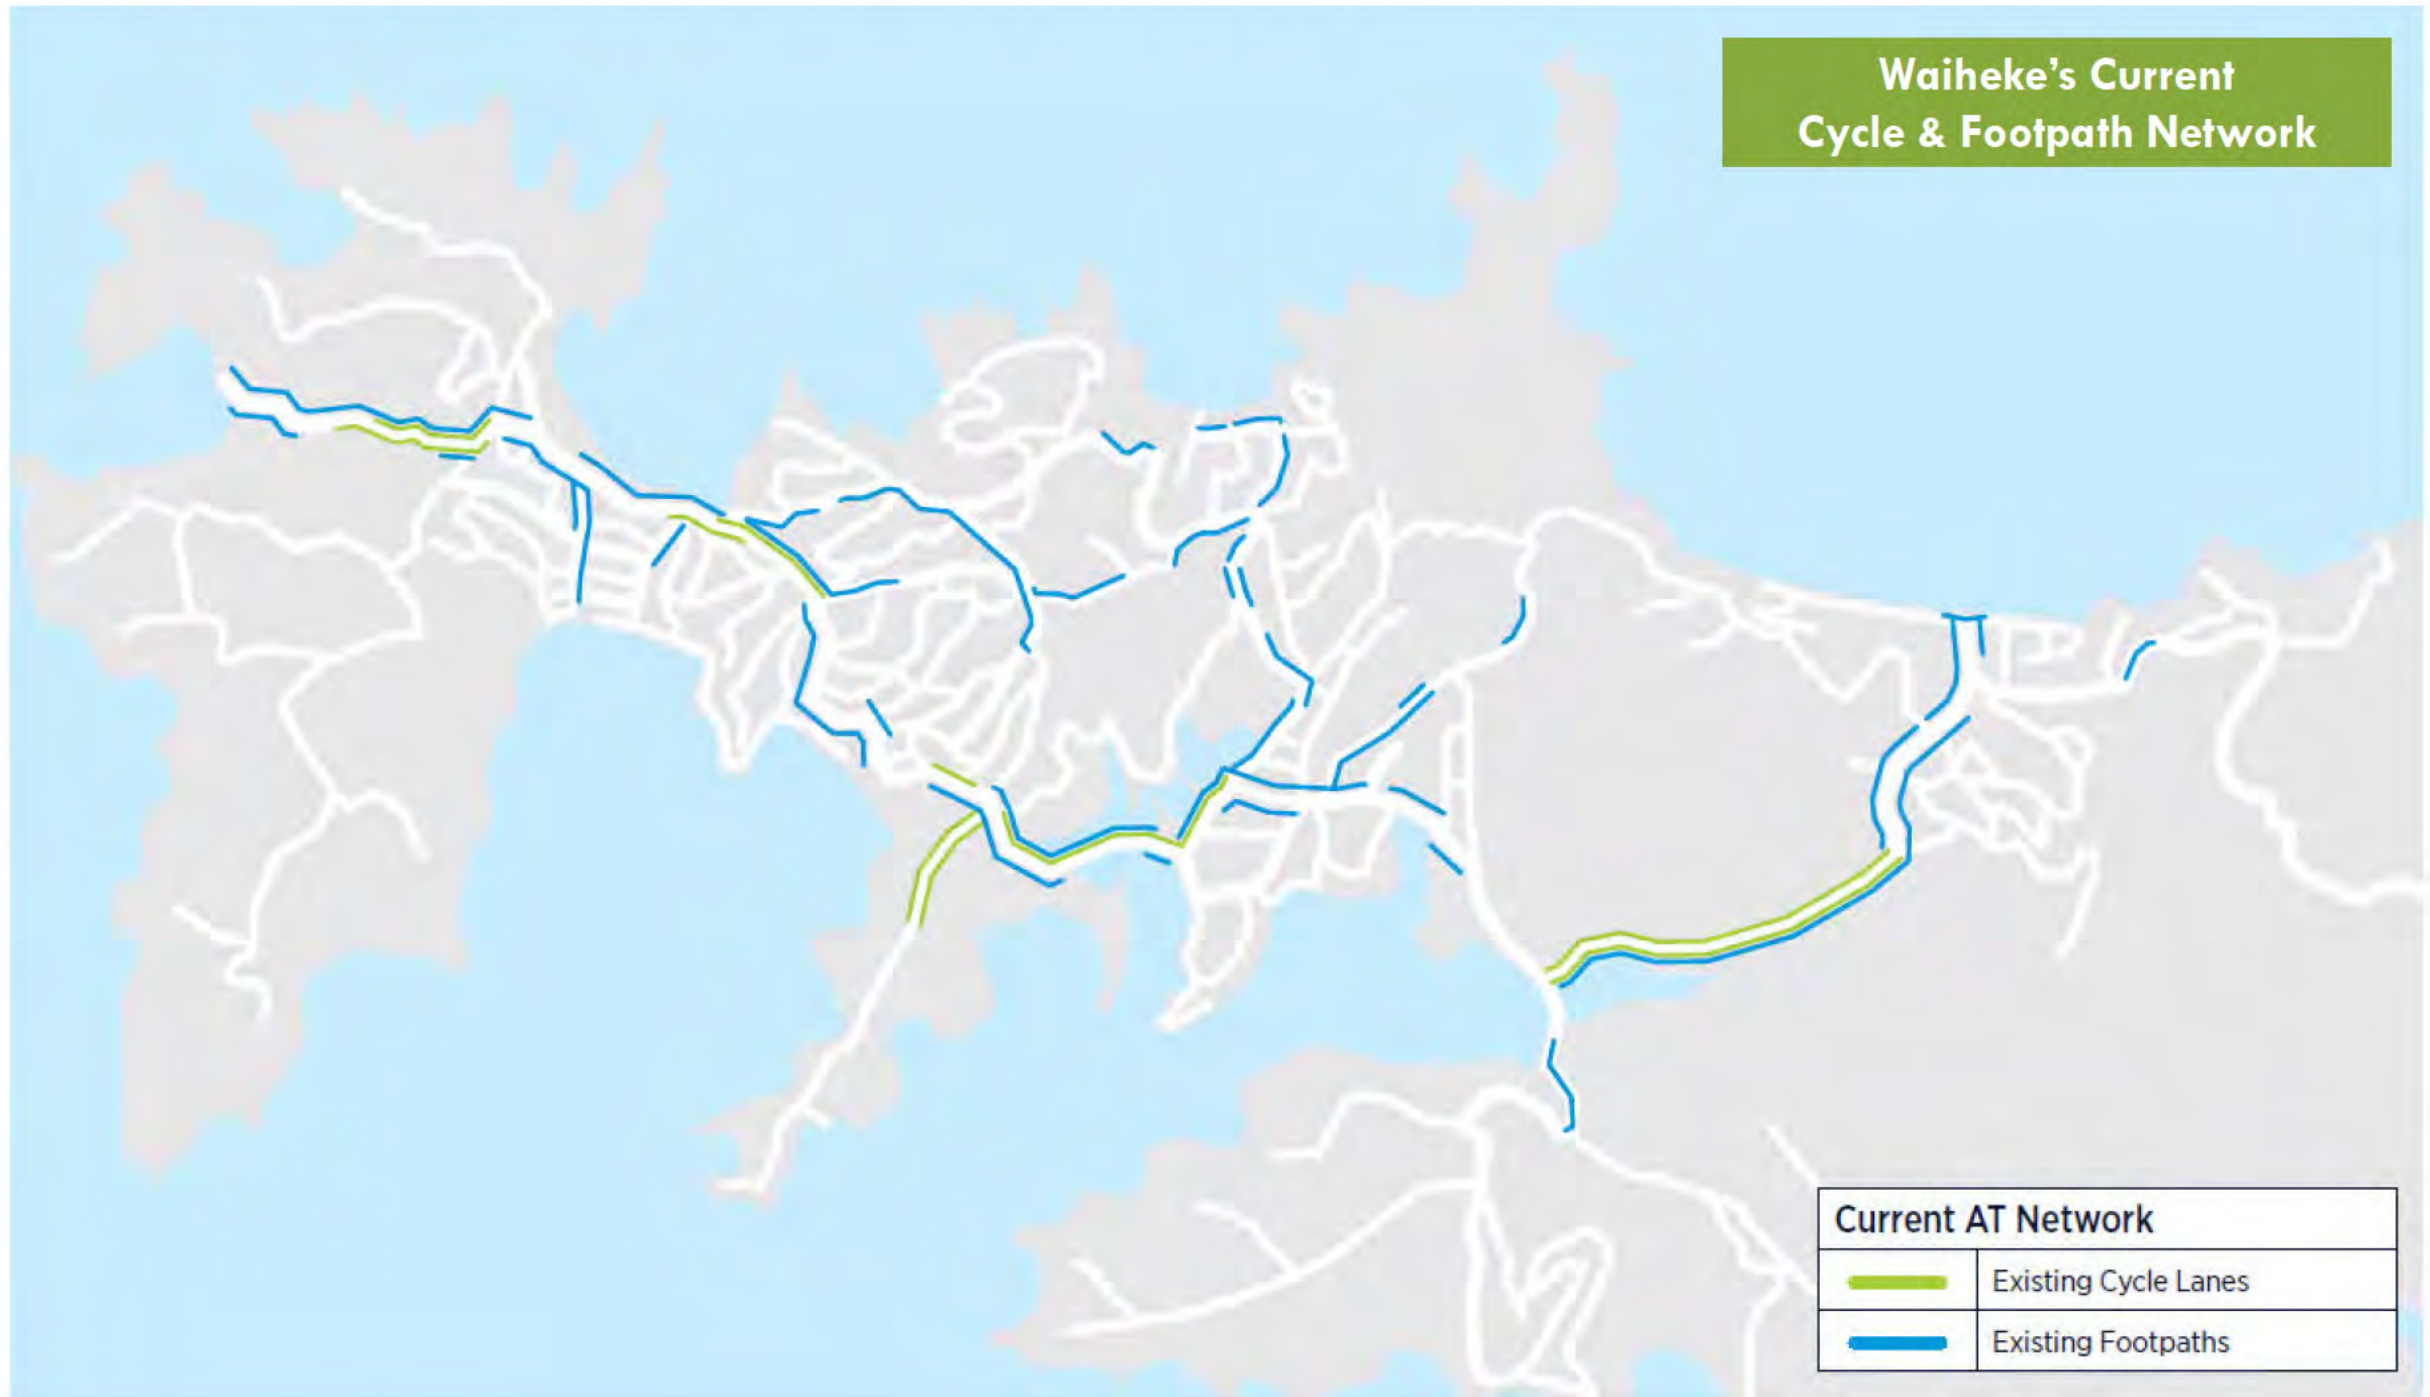 Waiheke's Current
Cycle & Footpath Network
Current AT Network
Existing Cycle Lanes
Existing Footpaths